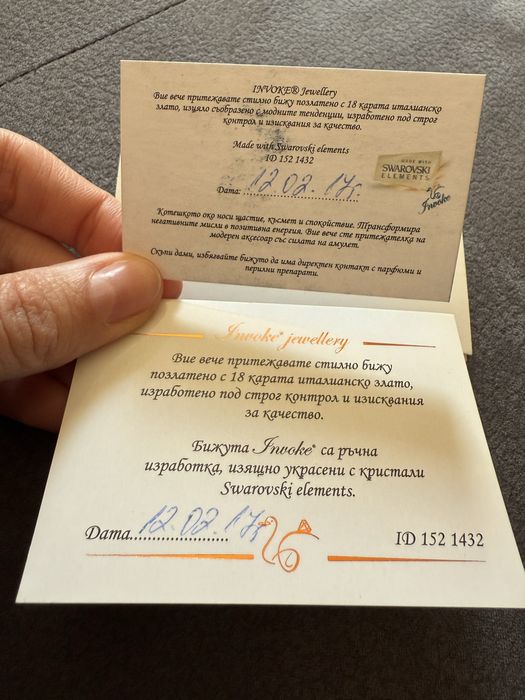 INVOKE® Jewellery
Вие вече притежавате стилно бижу позлатено с 18 карата италианско
злато, изцяло съобразено с модните тенденции, изработено под строг
контрол и изисквания за качество.
Made with Swarovski elements
ID 152 1432
MADE WITH
SWAROVSKI
ELEMENTS
Дата: 12.02.17г.
Invoke
Котешкото око носи щастие, късмет и спокойствие. Трансформира
негативните мисли в позитивна енергия. Вие вече сте притежателка на
модерен аксесоар със силата на амулет.
Скъпи дами, избягвайте бижуто да има директен контакт с парфюми и
перилни препарати.
Invoke® jewellery
Вие вече притежавате стилно бижу
позлатено с 18 карата италианско злато,
изработено под строг контрол и изисквания
за качество.
Бижута Invoke® са ръчна
изработка, изящно украсени с кристали
Swarovski elements.
Дата 12.02.17г
ID 152 1432